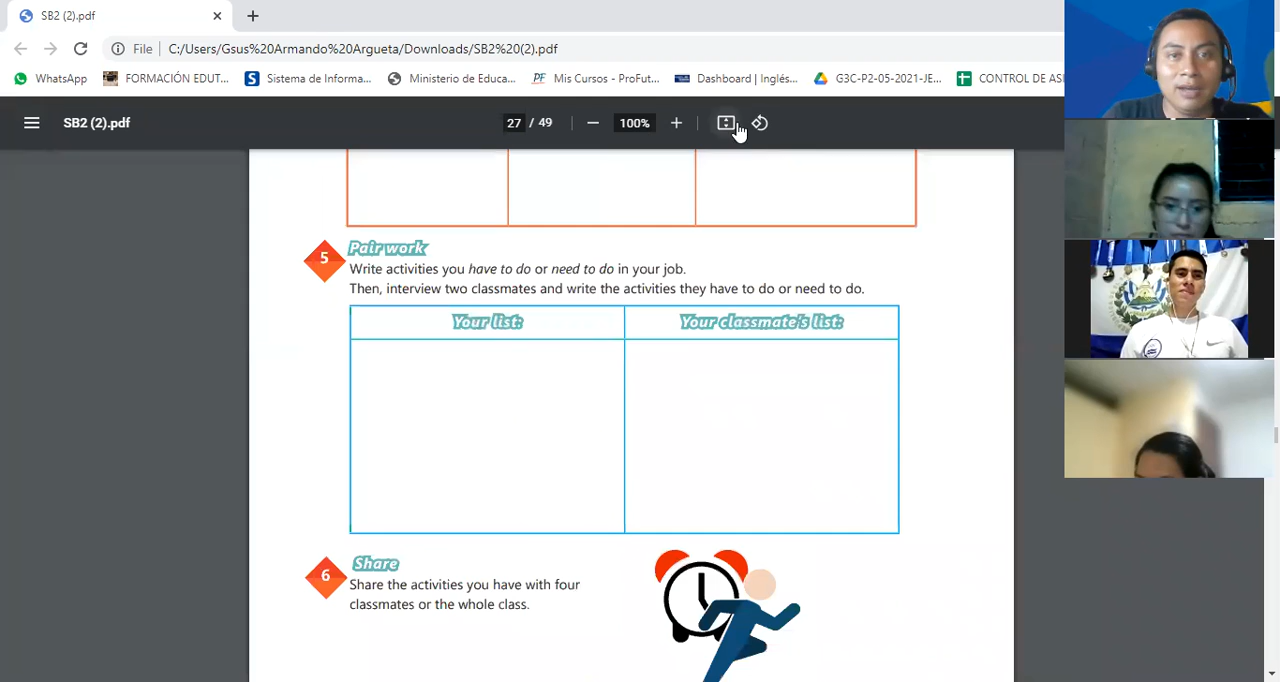 SB2 (2).pdf
File C:/Users/Gsus%20Armando%20Argueta/Downloads/SB2%20(2).pdf
WhatsApp FORMACIÓN EDUT... Sistema de Informa... Ministerio de Educa... Mis Cursos - ProFut... Dashboard | Inglés... G3C-P2-05-2021-JE... CONTROL DE AS
SB2 (2).pdf 27 / 49 100%
5 Pair work
Write activities you have to do or need to do in your job.
Then, interview two classmates and write the activities they have to do or need to do.
Your list: Your classmate's list:
6 Share
Share the activities you have with four
classmates or the whole class.